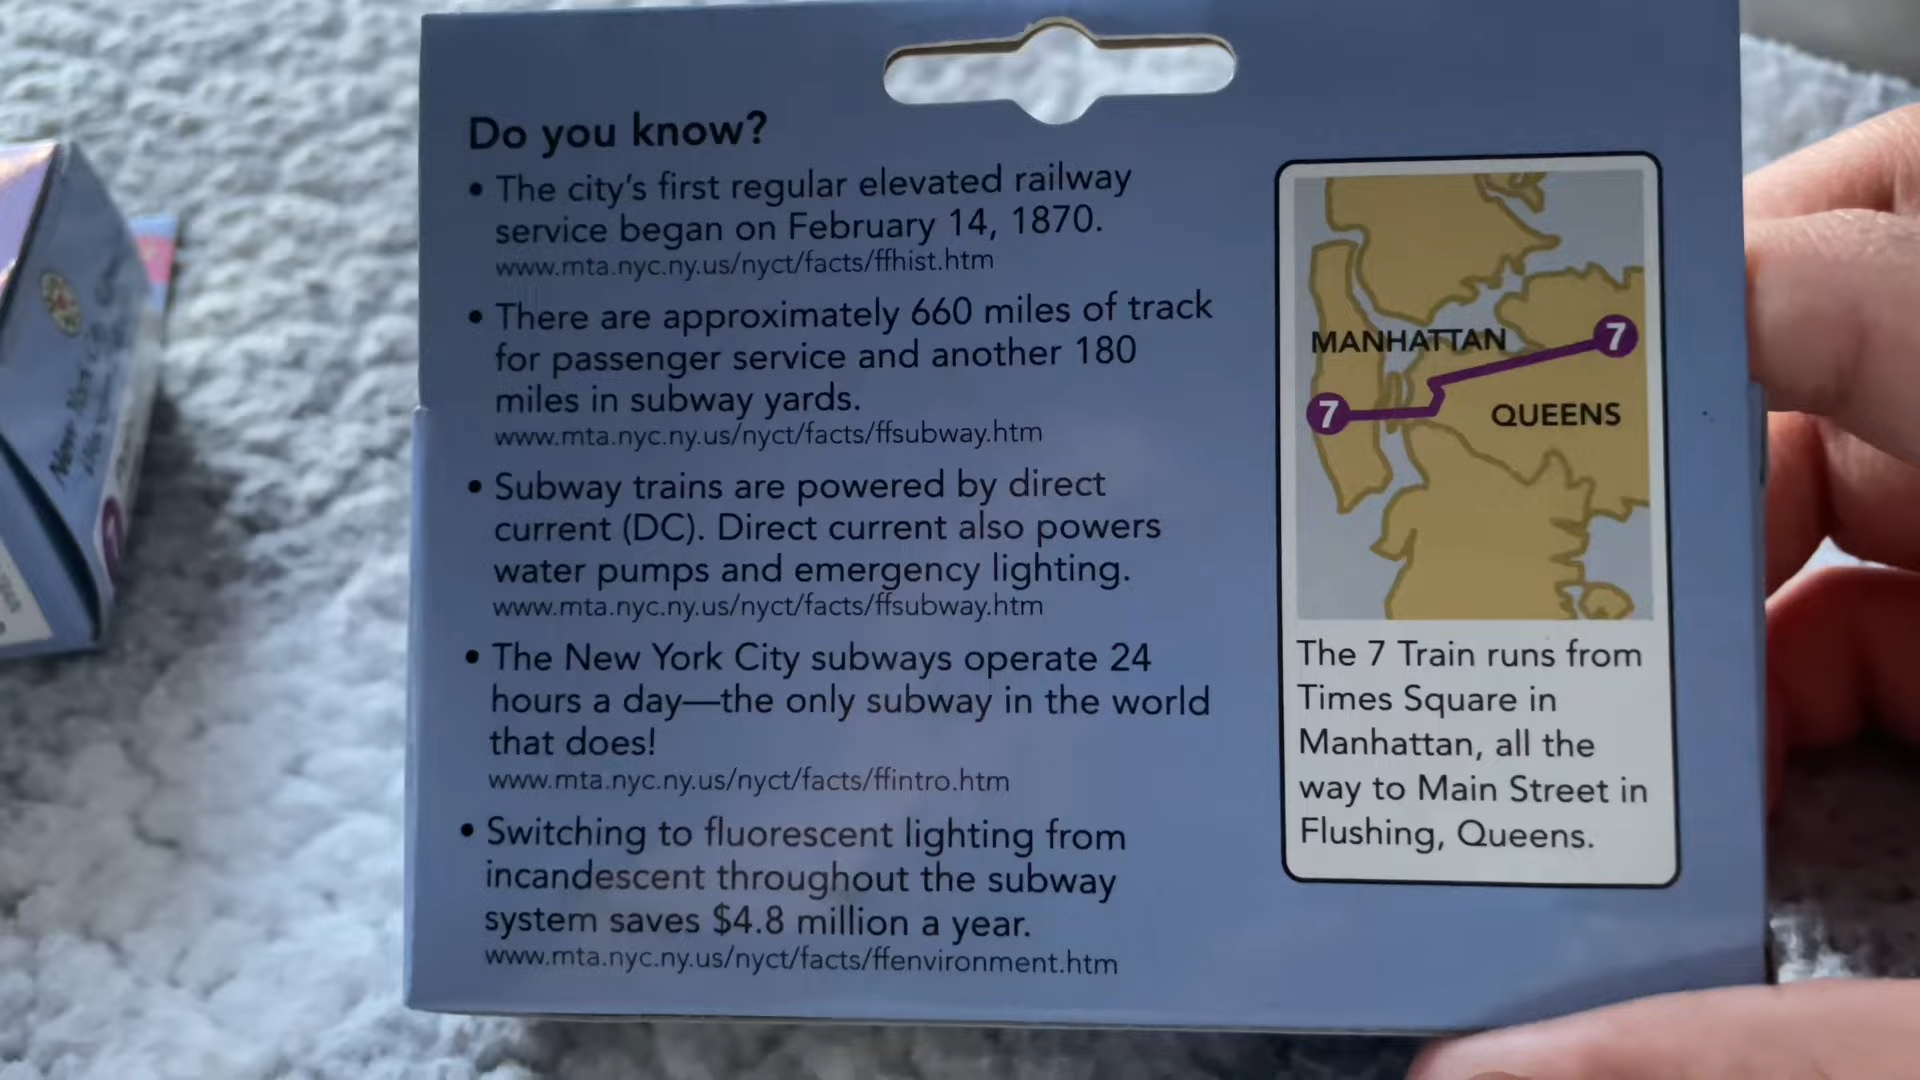 Do you know?
• The city's first regular elevated railway
service began on February 14, 1870.
www.mta.nyc.ny.us/nyct/facts/ffhist.htm
• There are approximately 660 miles of track
for passenger service and another 180
miles in subway yards.
www.mta.nyc.ny.us/nyct/facts/ffsubway.htm
• Subway trains are powered by direct
current (DC). Direct current also powers
water pumps and emergency lighting.
www.mta.nyc.ny.us/nyct/facts/ffsubway.htm
• The New York City subways operate 24
hours a day—the only subway in the world
that does!
www.mta.nyc.ny.us/nyct/facts/ffintro.htm
• Switching to fluorescent lighting from
incandescent throughout the subway
system saves $4.8 million a year.
www.mta.nyc.ny.us/nyct/facts/ffenvironment.htm
MANHATTAN
7
7
QUEENS
The 7 Train runs from
Times Square in
Manhattan, all the
way to Main Street in
Flushing, Queens.
New York City